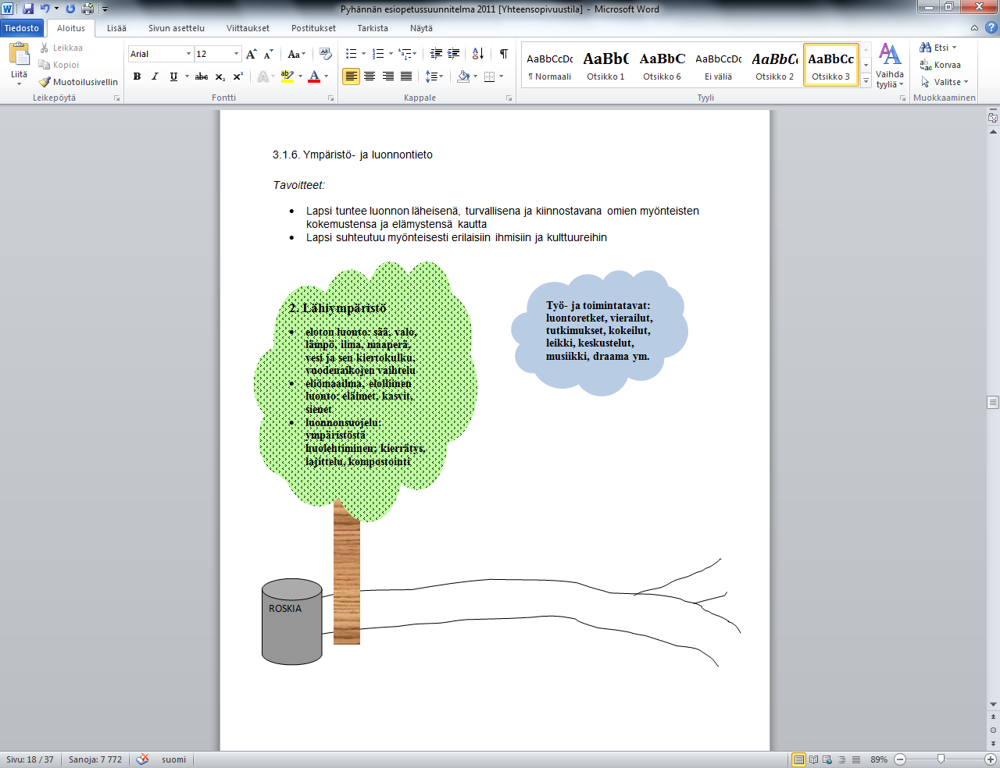 Pyhännän esiopetussuunnitelma 2011 [Yhteensopivuustila] - Microsoft Word
Tiedosto Aloitus Lisää Sivun asettelu Viittaukset Postitukset Tarkista Näytä
Liitä
Leikkaa
Kopioi
Muotoilusivellin
Leikepöytä
Arial 12
Fontti
Kappale
AaBbCcDc AaBbC AaBbC AaBbCcDc AaBbCc AaBbCc
¶ Normaali Otsikko 1 Otsikko 6 Ei väliä Otsikko 2 Otsikko 3
Vaihda tyyliä
Tyyli
Etsi
Korvaa
Valitse
Muokkaaminen
3.1.6. Ympäristö- ja luonnontieto
Tavoitteet:
• Lapsi tuntee luonnon läheisenä, turvallisena ja kiinnostavana omien myönteisten
kokemustensa ja elämystensä kautta
• Lapsi suhteutuu myönteisesti erilaisiin ihmisiin ja kulttuureihin
2. Lähiympäristö
• eloton luonto: sää, valo,
lämpö, ilma, maaperä,
vesi ja sen kiertokulku,
vuodenaikojen vaihtelu
• eliömaailma, elollinen
luonto: eläimet, kasvit,
sienet
• luonnonsuojelu:
ympäristöstä
huolehtiminen; kierrätys,
lajittelu, kompostointi
Työ- ja toimintatavat:
luontoretket, vierailut,
tutkimukset, kokeilut,
leikki, keskustelut,
musiikki, draama ym.
ROSKIA
Sivu: 18 / 37 Sanoja: 7 772 suomi 89%